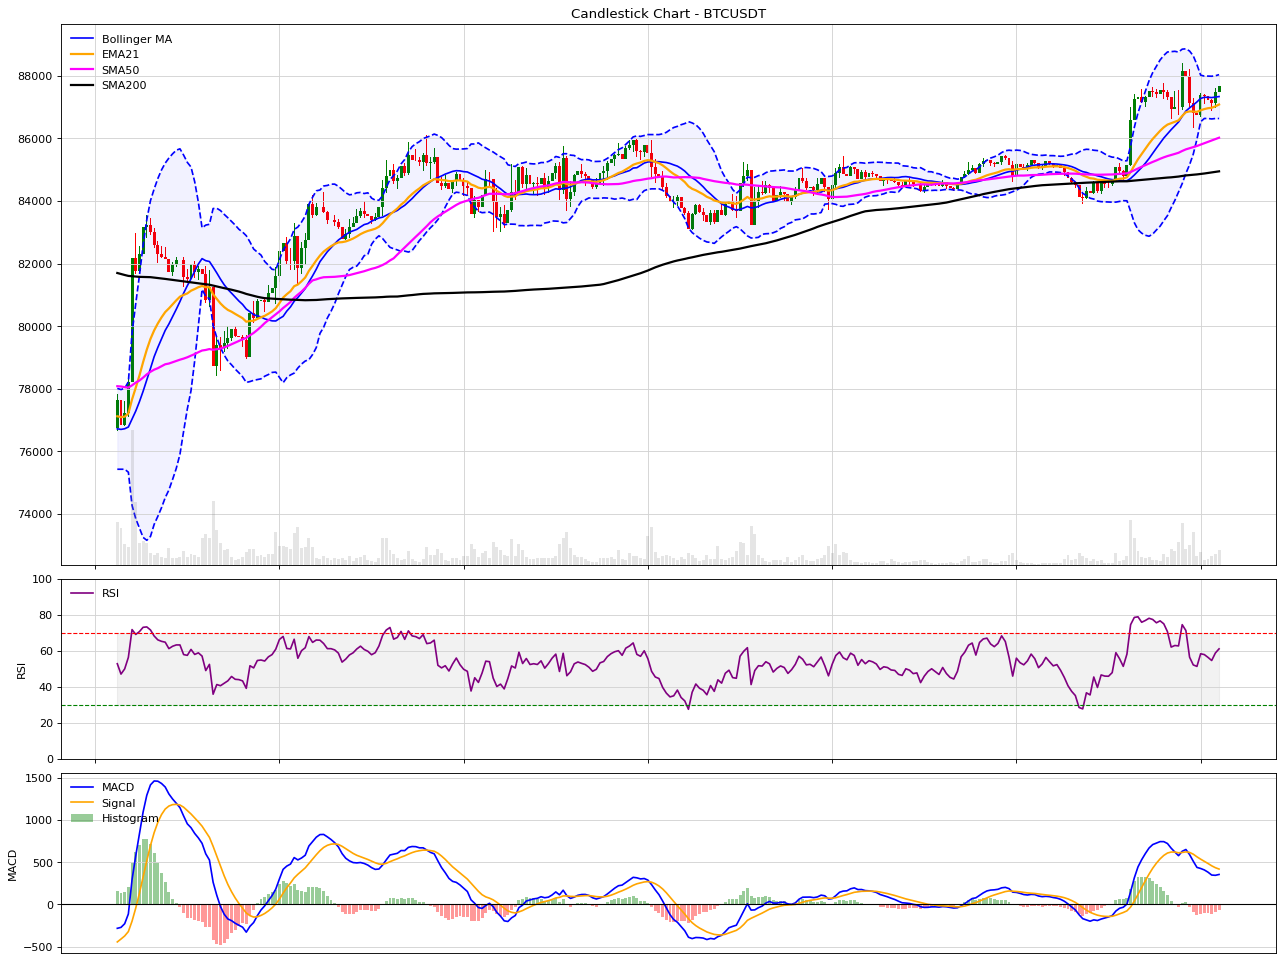 Candlestick Chart - BTCUSDT
Bollinger MA
EMA21
SMA50
SMA200
88000
86000
84000
82000
80000
78000
76000
74000
RSI
100
80
60
40
20
0
RSI
MACD
Signal
Histogram
1500
1000
500
0
−500
MACD